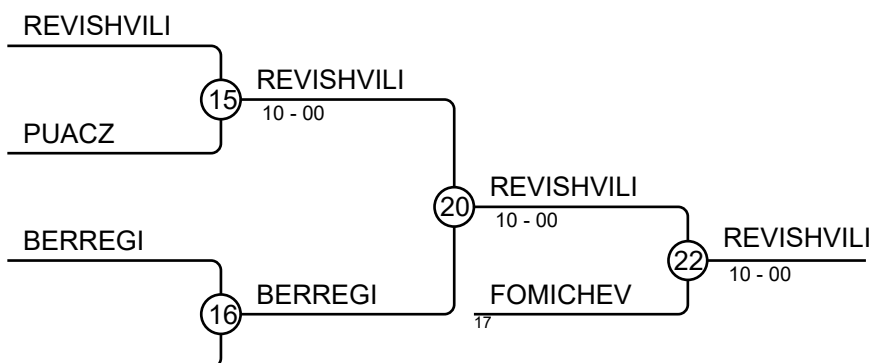 REVISHVILI
REVISHVILI
15
10 - 00
PUACZ
REVISHVILI
20
10 - 00
BERREGI
REVISHVILI
22
10 - 00
BERREGI
FOMICHEV
16
17